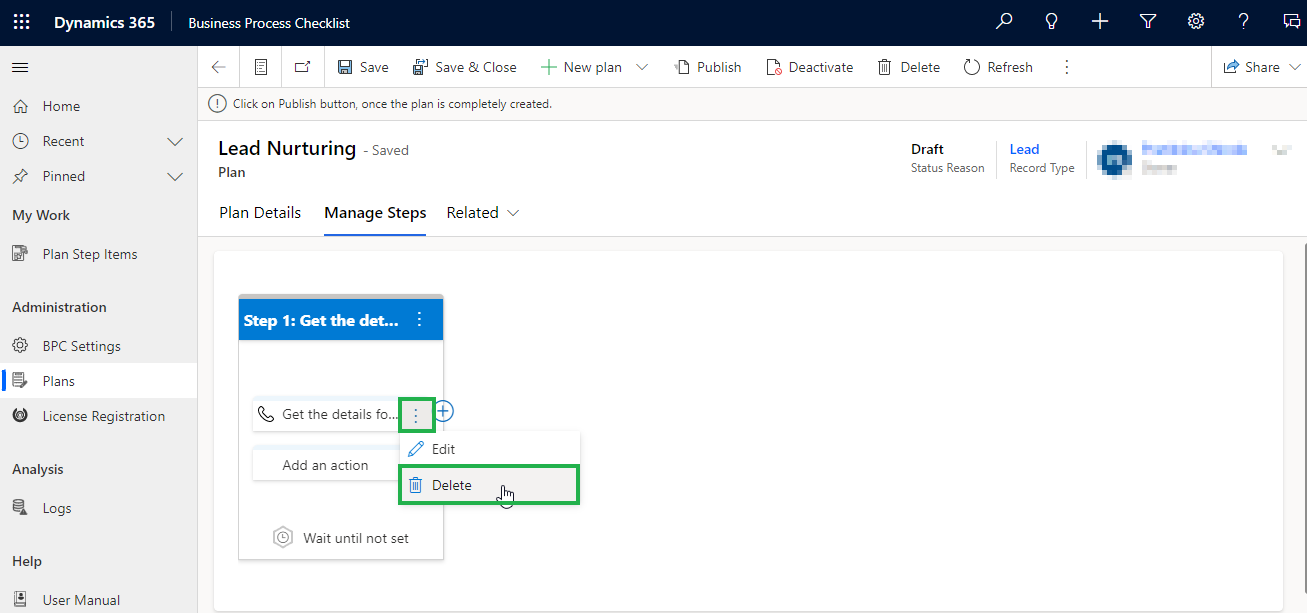 Dynamics 365
Business Process Checklist
Save
Save & Close
New plan
Publish
Deactivate
Delete
Refresh
Share
Click on Publish button, once the plan is completely created.
Home
Recent
Pinned
My Work
Plan Step Items
Administration
BPC Settings
Plans
License Registration
Analysis
Logs
Help
User Manual
Lead Nurturing - Saved
Plan
Draft
Status Reason
Lead
Record Type
Plan Details
Manage Steps
Related
Step 1: Get the det...
Get the details fo...
Edit
Add an action
Delete
Wait until not set